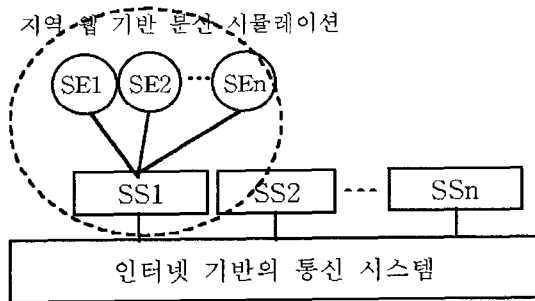 지역 웹 기반 분산 시뮬레이션
SE1 SE2 ... SEn
SS1 SS2 ... SSn
인터넷 기반의 통신 시스템